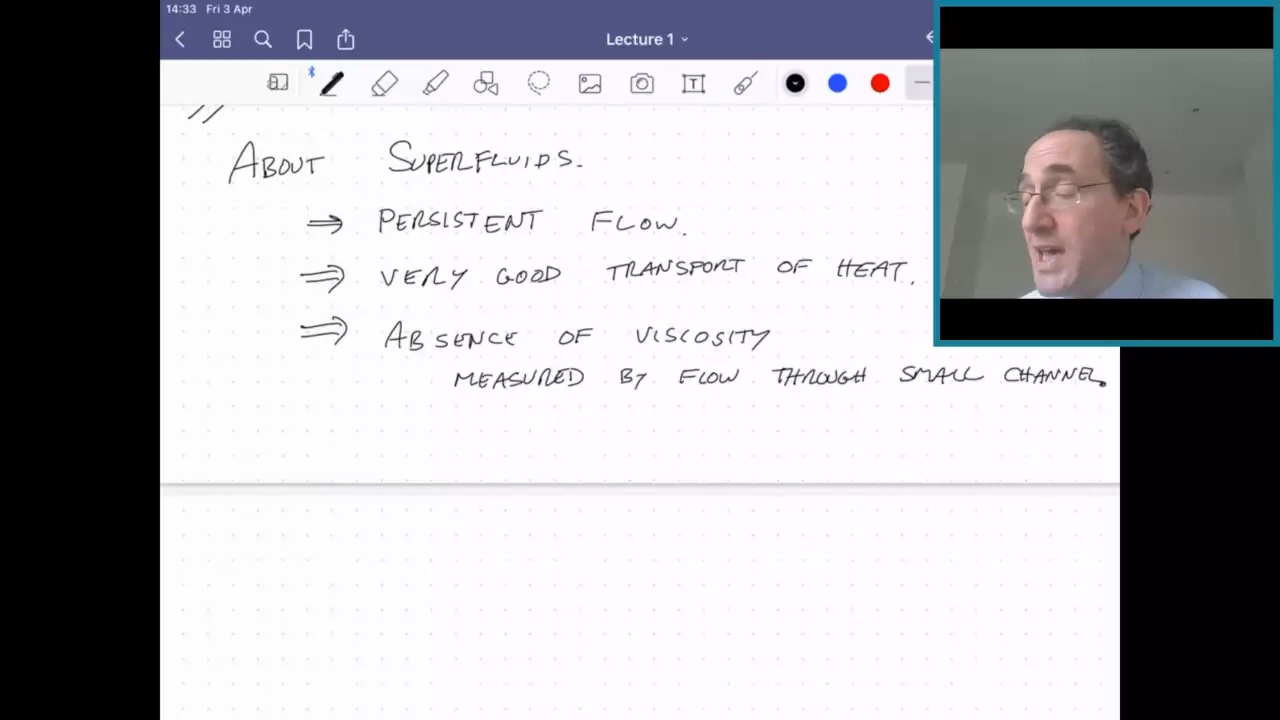 14:33 Fri 3 Apr
Lecture 1
T
ABOUT SUPERFLUIDS.
⇒ PERSISTENT FLOW.
⇒ VERY GOOD TRANSPORT OF HEAT.
⇒ ABSENCE OF VISCOSITY
MEASURED BY FLOW THROUGH SMALL CHANNEL.